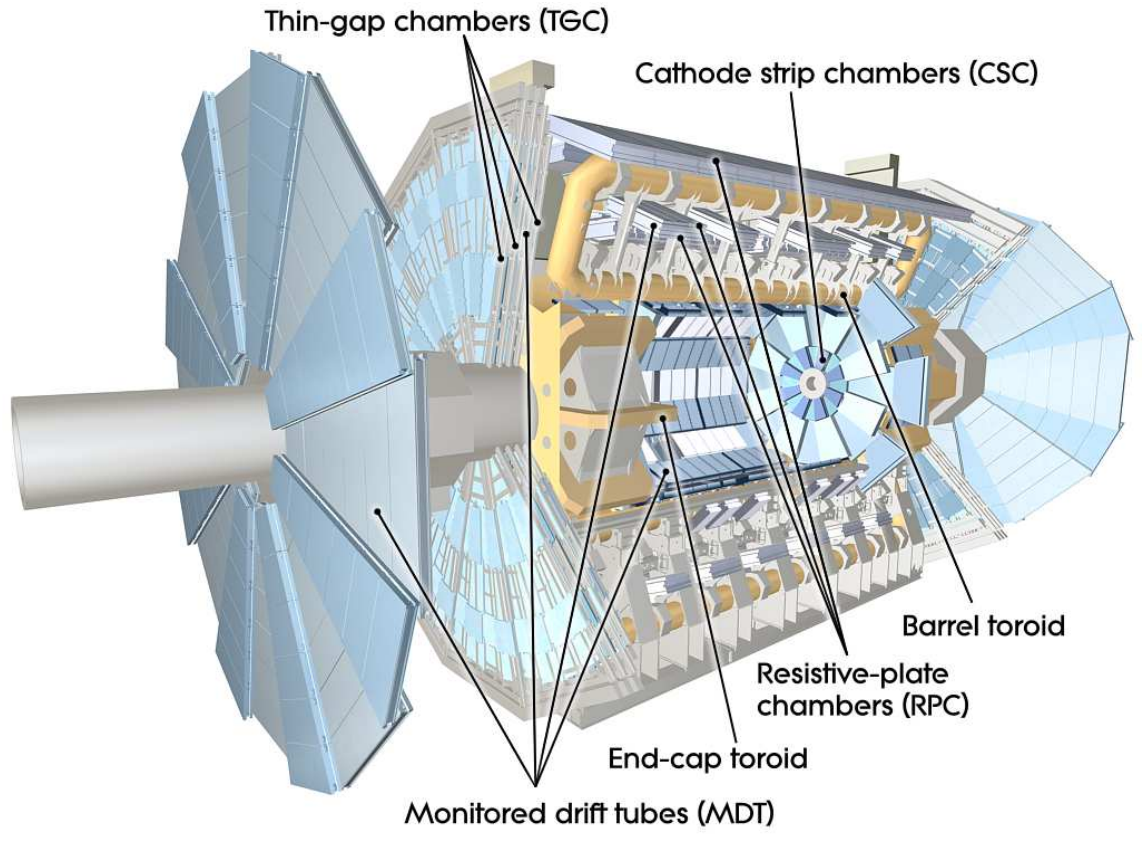 Thin-gap chambers (TGC)
Cathode strip chambers (CSC)
Barrel toroid
Resistive-plate
chambers (RPC)
End-cap toroid
Monitored drift tubes (MDT)